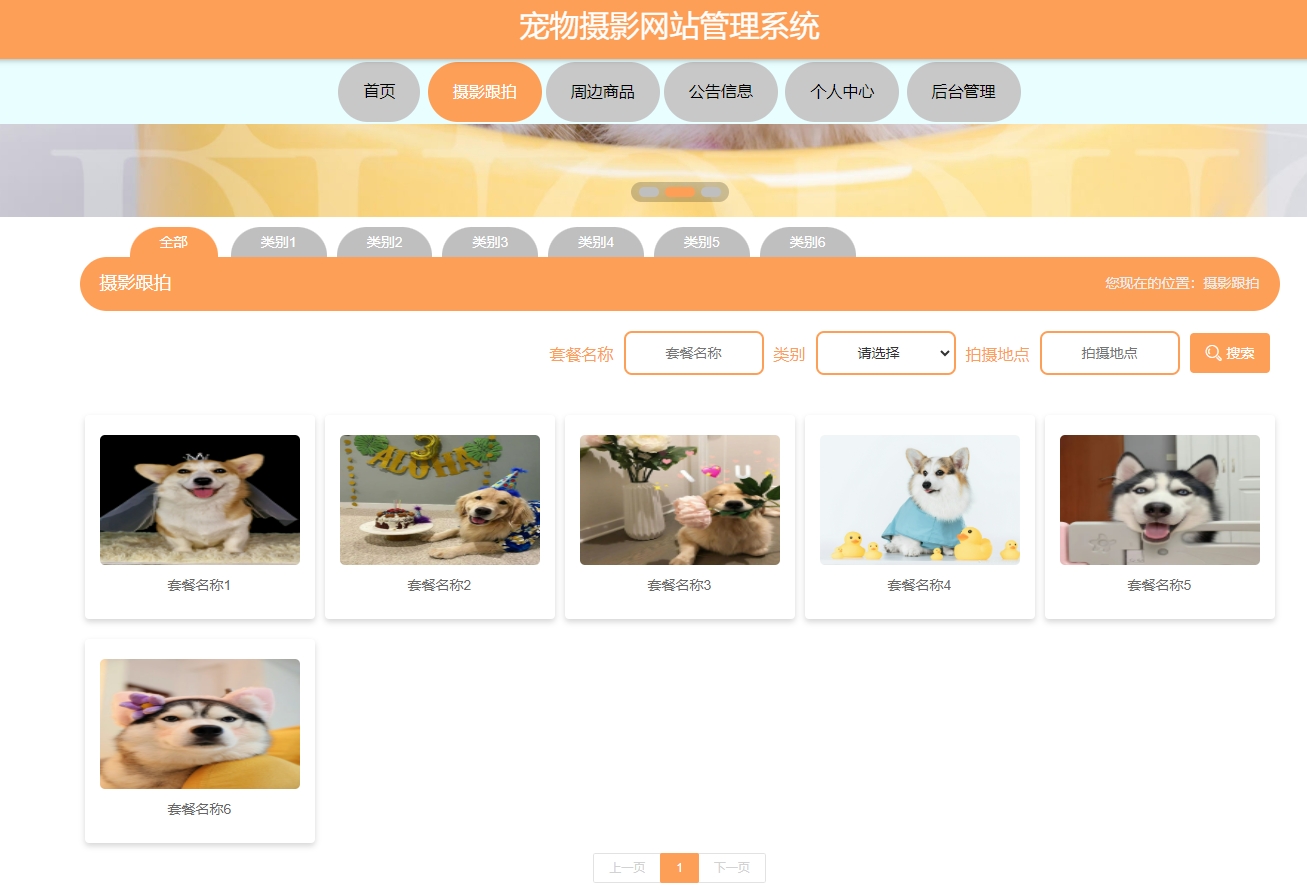 宠物摄影网站管理系统
首页 摄影跟拍 周边商品 公告信息 个人中心 后台管理
全部 类别1 类别2 类别3 类别4 类别5 类别6
摄影跟拍 您现在的位置：摄影跟拍
套餐名称 套餐名称 类别 请选择 拍摄地点 拍摄地点 搜索
3
ALOHA
U
套餐名称1 套餐名称2 套餐名称3 套餐名称4 套餐名称5
套餐名称6
上一页 1 下一页